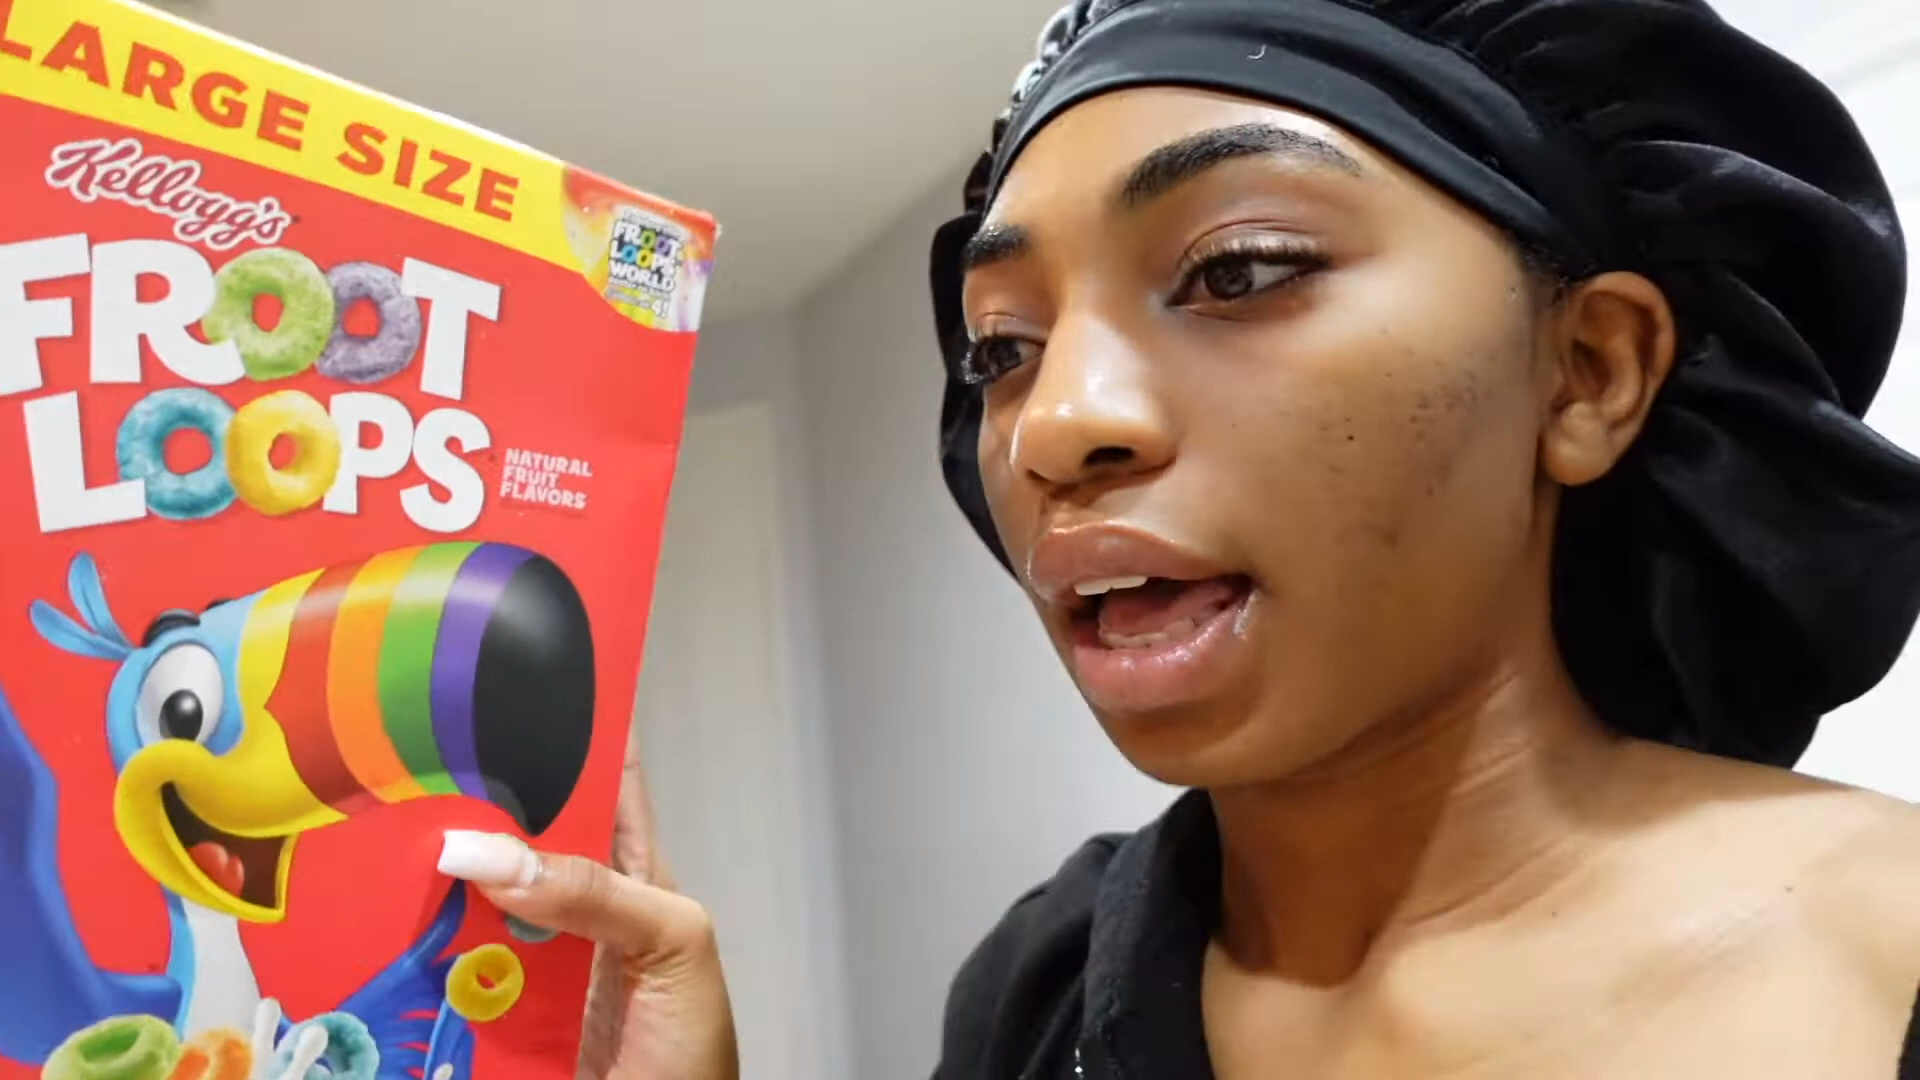 LARGE SIZE
Kellogg's
FROOT
LOOPS
NATURAL
FRUIT
FLAVORS
FROOT
LOOPS
WORLD